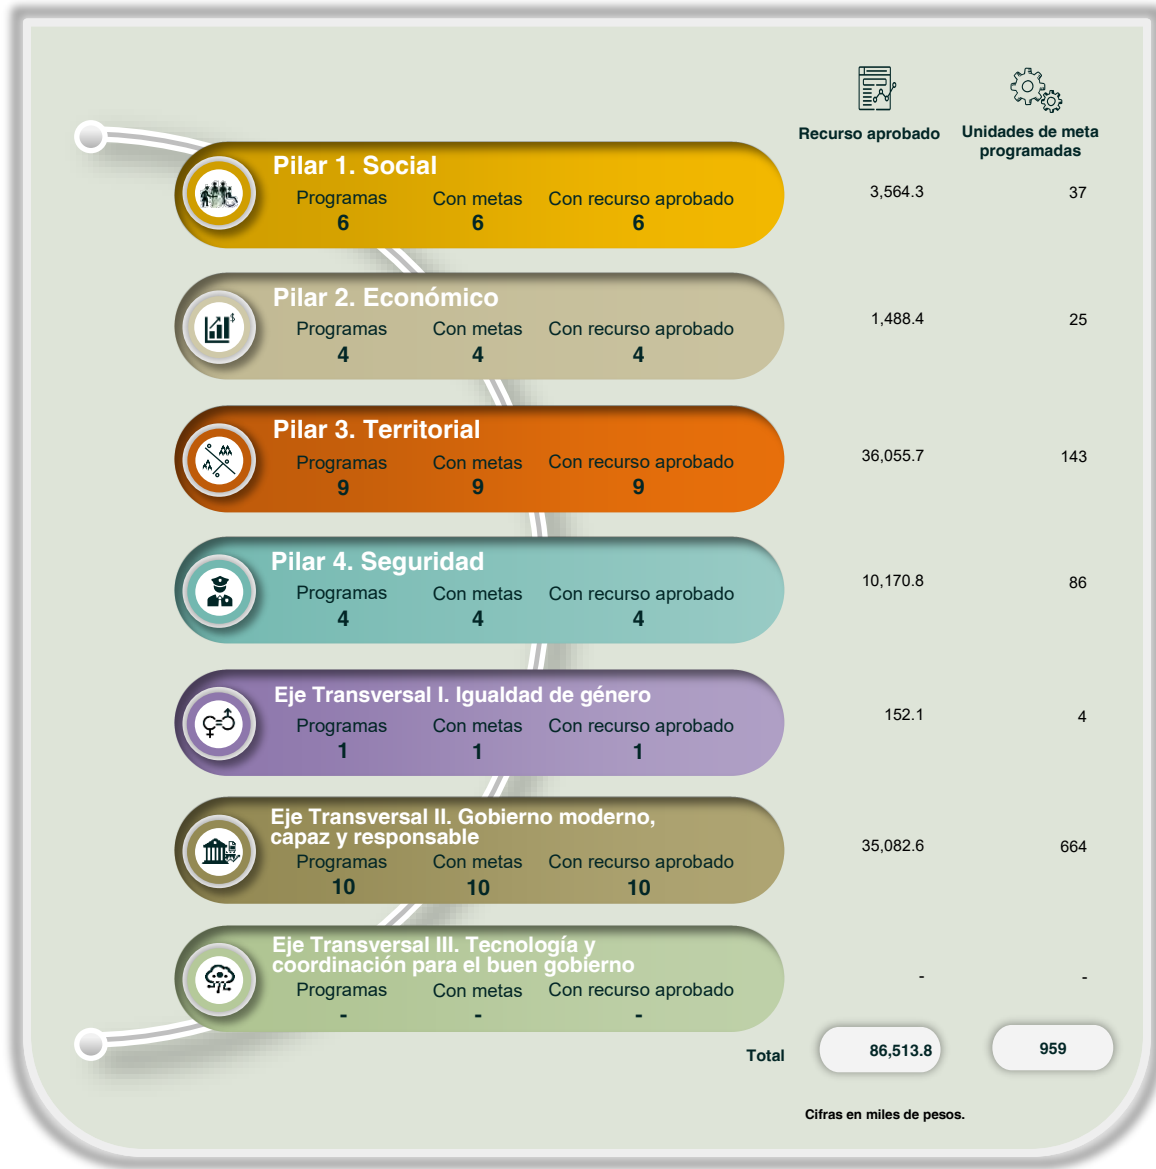 Recurso aprobado
Unidades de meta
programadas
Pilar 1. Social
Programas Con metas Con recurso aprobado
6 6 6
3,564.3 37
Pilar 2. Económico
Programas Con metas Con recurso aprobado
4 4 4
1,488.4 25
Pilar 3. Territorial
Programas Con metas Con recurso aprobado
9 9 9
36,055.7 143
Pilar 4. Seguridad
Programas Con metas Con recurso aprobado
4 4 4
10,170.8 86
Eje Transversal I. Igualdad de género
Programas Con metas Con recurso aprobado
1 1 1
152.1 4
Eje Transversal II. Gobierno moderno,
capaz y responsable
Programas Con metas Con recurso aprobado
10 10 10
35,082.6 664
Eje Transversal III. Tecnología y
coordinación para el buen gobierno
Programas Con metas Con recurso aprobado
- - -
- -
Total 86,513.8 959
Cifras en miles de pesos.